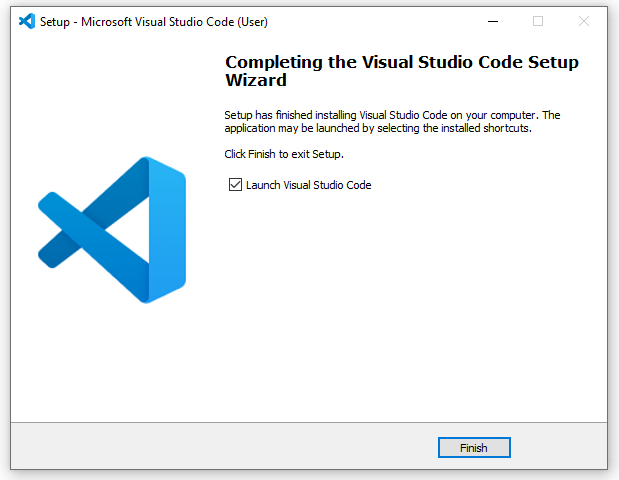 Setup - Microsoft Visual Studio Code (User)
Completing the Visual Studio Code Setup
Wizard
Setup has finished installing Visual Studio Code on your computer. The
application may be launched by selecting the installed shortcuts.
Click Finish to exit Setup.
Launch Visual Studio Code
Finish